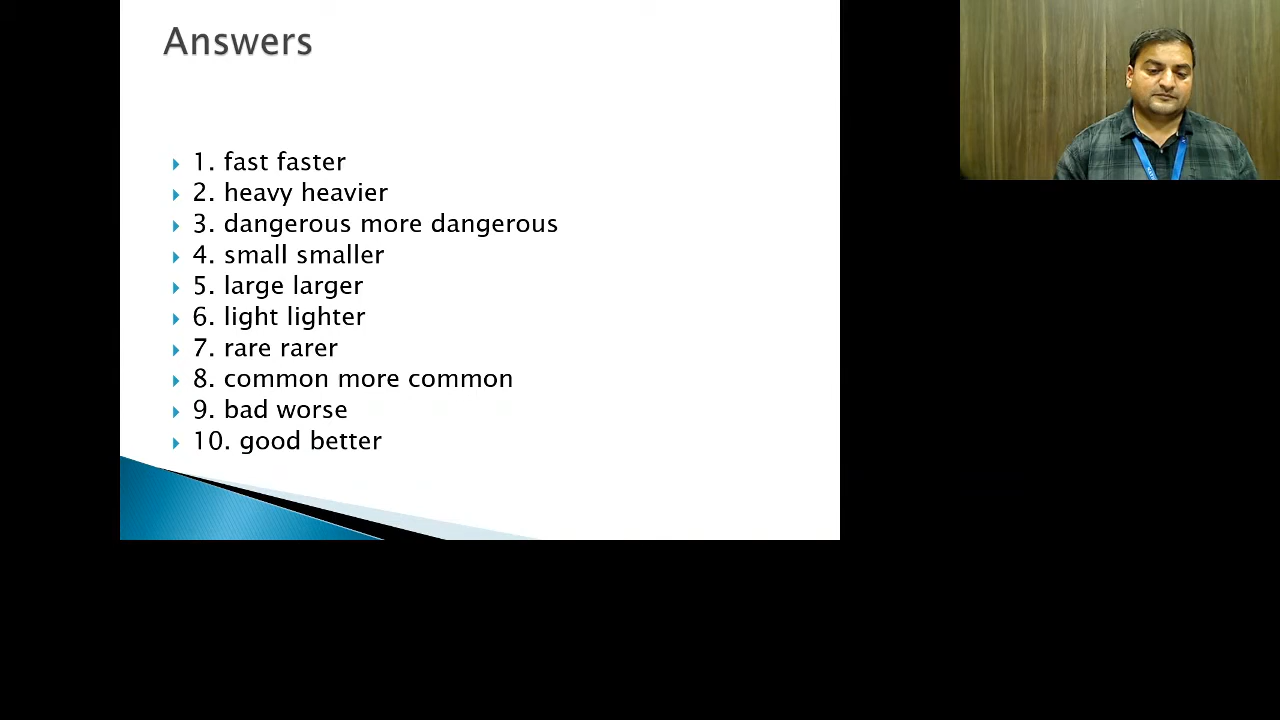 Answers
1. fast faster
2. heavy heavier
3. dangerous more dangerous
4. small smaller
5. large larger
6. light lighter
7. rare rarer
8. common more common
9. bad worse
10. good better